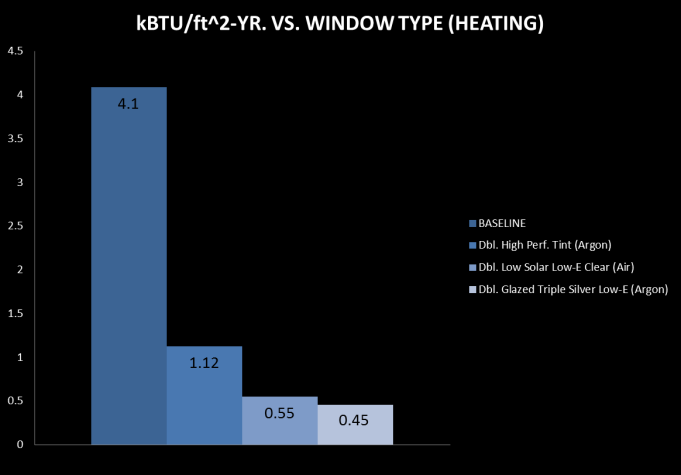 kBTU/ft^2-YR. VS. WINDOW TYPE (HEATING)
4.5
4
3.5
3
2.5
2
1.5
1
0.5
0
4.1
1.12
0.55
0.45
BASELINE
Dbl. High Perf. Tint (Argon)
Dbl. Low Solar Low-E Clear (Air)
Dbl. Glazed Triple Silver Low-E (Argon)